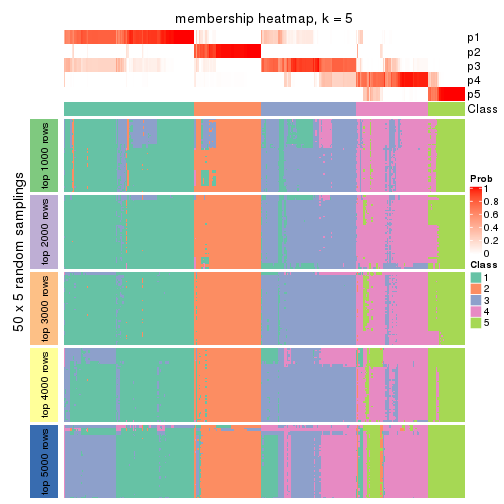 membership heatmap, k = 5
p1
p2
p3
p4
p5
Class
50 x 5 random samplings
top 1000 rows
top 2000 rows
top 3000 rows
top 4000 rows
top 5000 rows
Prob
1
0.8
0.6
0.4
0.2
0
Class
1
2
3
4
5